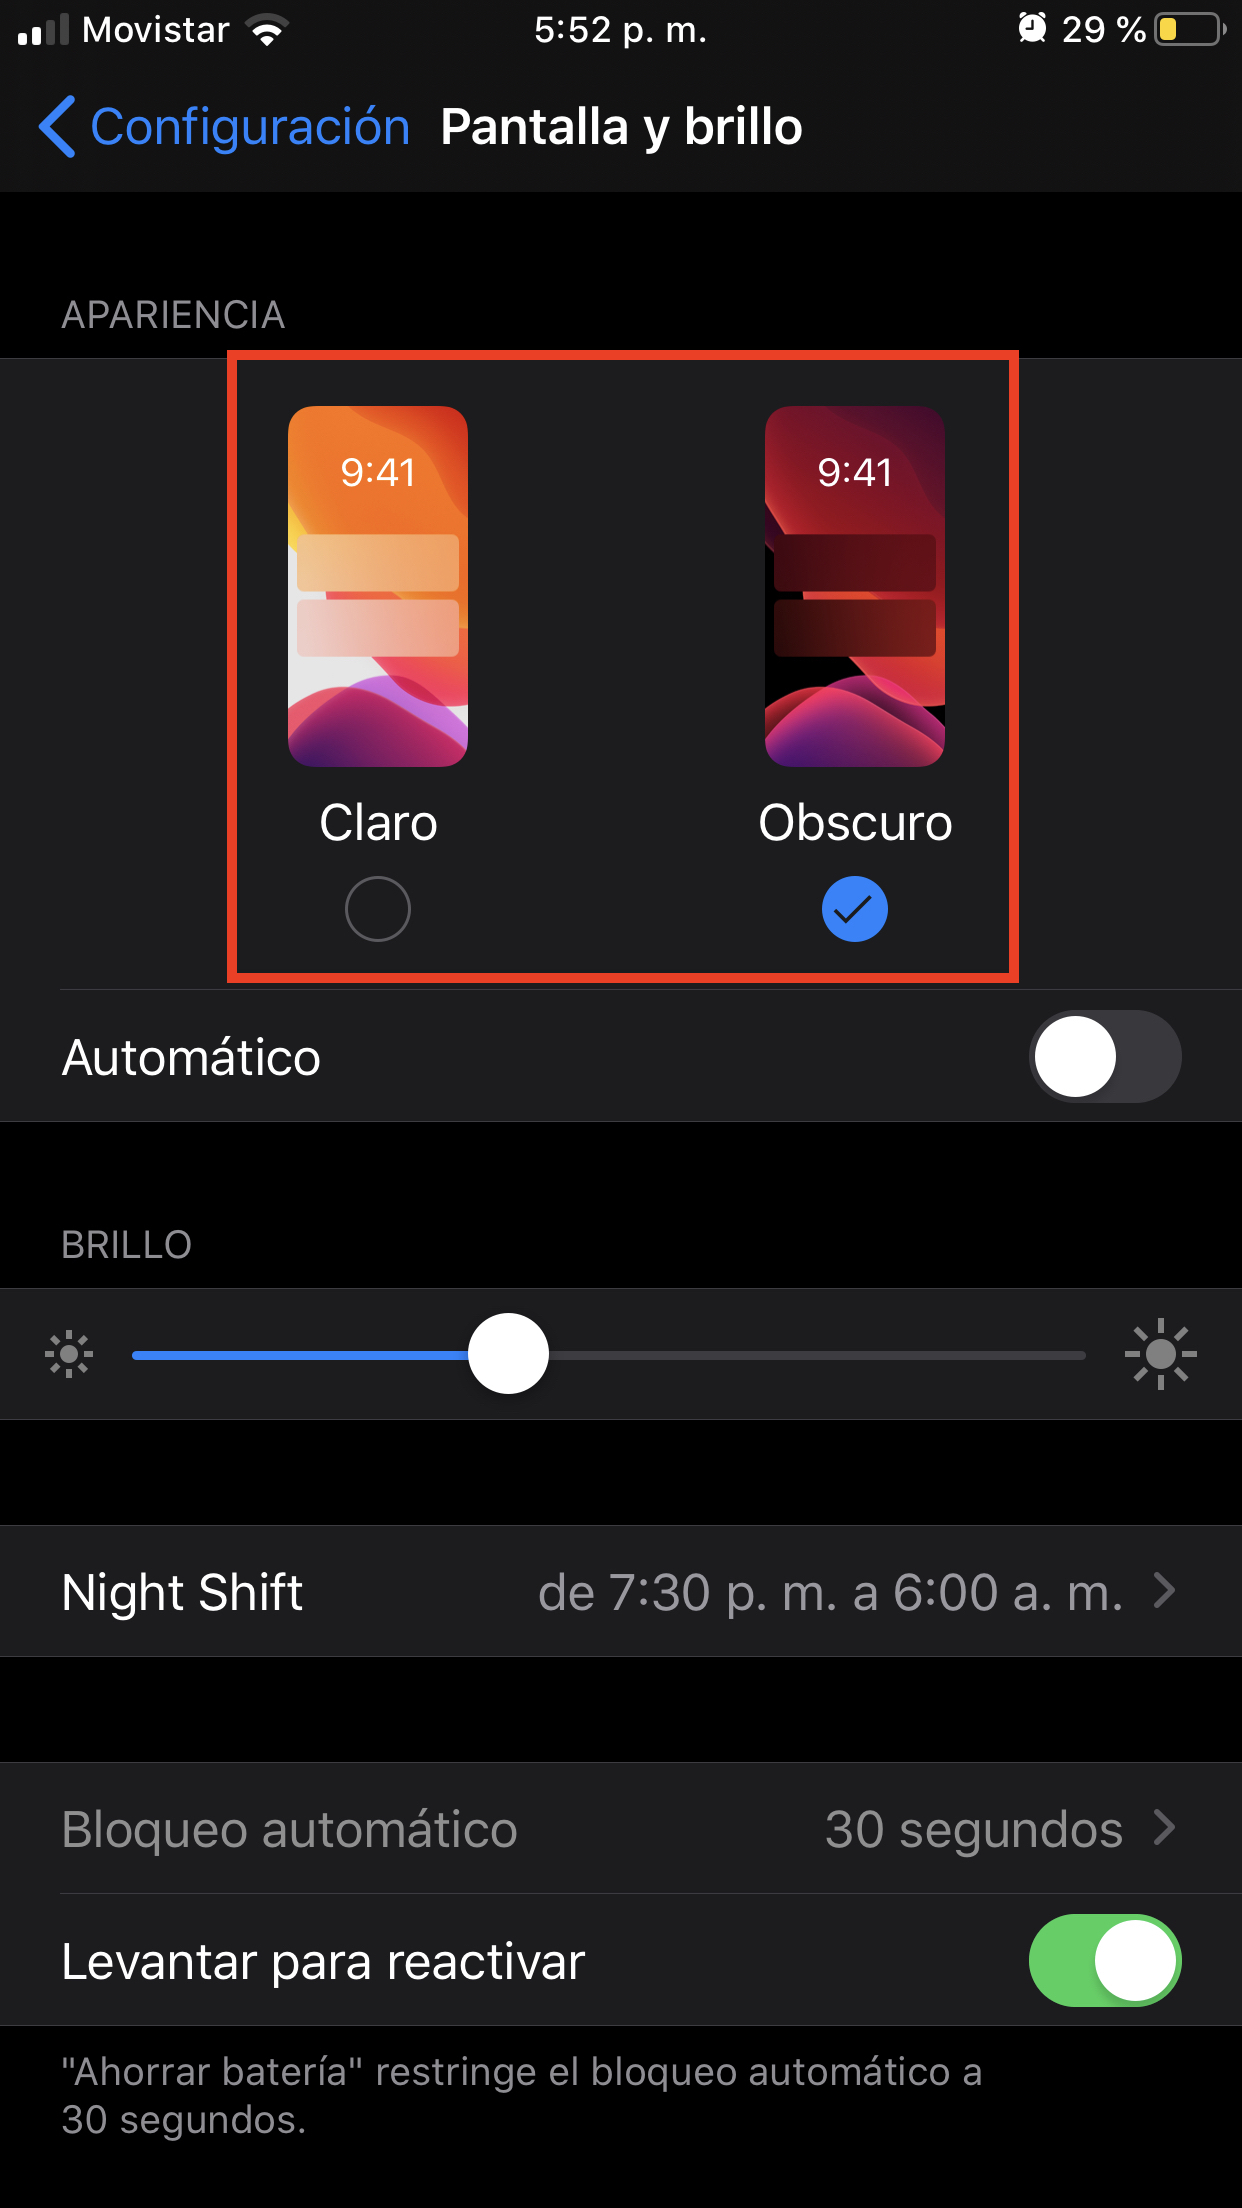 Movistar 5:52 p. m. 29 %
Configuración Pantalla y brillo
APARIENCIA
9:41 9:41
Claro Obscuro
Automático
BRILLO
Night Shift de 7:30 p. m. a 6:00 a. m.
Bloqueo automático 30 segundos
Levantar para reactivar
"Ahorrar batería" restringe el bloqueo automático a
30 segundos.